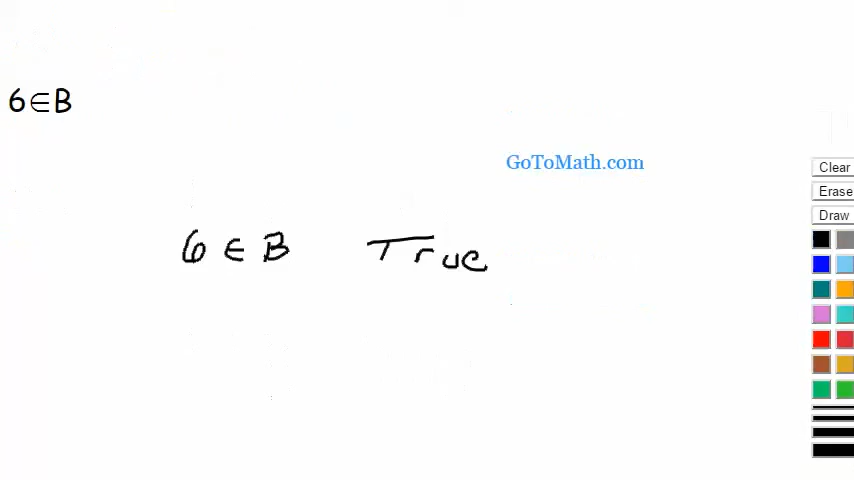 6∈B
GoToMath.com
Clear
Erase
Draw
6 ∈ B True